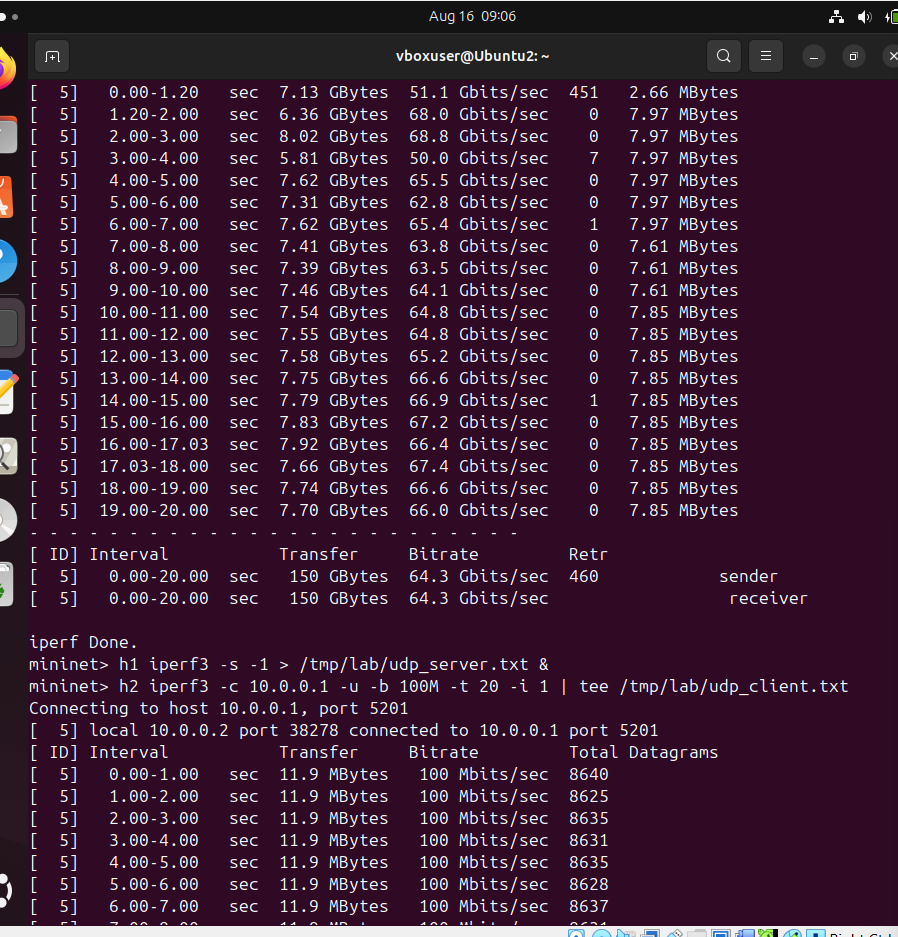 Aug 16  09:06
vboxuser@Ubuntu2: ~
[  5]   0.00-1.20   sec  7.13 GBytes  51.1 Gbits/sec  451   2.66 MBytes
[  5]   1.20-2.00   sec  6.36 GBytes  68.0 Gbits/sec    0   7.97 MBytes
[  5]   2.00-3.00   sec  8.02 GBytes  68.8 Gbits/sec    0   7.97 MBytes
[  5]   3.00-4.00   sec  5.81 GBytes  50.0 Gbits/sec    7   7.97 MBytes
[  5]   4.00-5.00   sec  7.62 GBytes  65.5 Gbits/sec    0   7.97 MBytes
[  5]   5.00-6.00   sec  7.31 GBytes  62.8 Gbits/sec    0   7.97 MBytes
[  5]   6.00-7.00   sec  7.62 GBytes  65.4 Gbits/sec    1   7.97 MBytes
[  5]   7.00-8.00   sec  7.41 GBytes  63.8 Gbits/sec    0   7.61 MBytes
[  5]   8.00-9.00   sec  7.39 GBytes  63.5 Gbits/sec    0   7.61 MBytes
[  5]   9.00-10.00  sec  7.46 GBytes  64.1 Gbits/sec    0   7.61 MBytes
[  5]  10.00-11.00  sec  7.54 GBytes  64.8 Gbits/sec    0   7.85 MBytes
[  5]  11.00-12.00  sec  7.55 GBytes  64.8 Gbits/sec    0   7.85 MBytes
[  5]  12.00-13.00  sec  7.58 GBytes  65.2 Gbits/sec    0   7.85 MBytes
[  5]  13.00-14.00  sec  7.75 GBytes  66.6 Gbits/sec    0   7.85 MBytes
[  5]  14.00-15.00  sec  7.79 GBytes  66.9 Gbits/sec    1   7.85 MBytes
[  5]  15.00-16.00  sec  7.83 GBytes  67.2 Gbits/sec    0   7.85 MBytes
[  5]  16.00-17.03  sec  7.92 GBytes  66.4 Gbits/sec    0   7.85 MBytes
[  5]  17.03-18.00  sec  7.66 GBytes  67.4 Gbits/sec    0   7.85 MBytes
[  5]  18.00-19.00  sec  7.74 GBytes  66.6 Gbits/sec    0   7.85 MBytes
[  5]  19.00-20.00  sec  7.70 GBytes  66.0 Gbits/sec    0   7.85 MBytes
- - - - - - - - - - - - - - - - - - - - - - - - -
[ ID] Interval           Transfer     Bitrate         Retr
[  5]   0.00-20.00  sec   150 GBytes  64.3 Gbits/sec  460            sender
[  5]   0.00-20.00  sec   150 GBytes  64.3 Gbits/sec                  receiver
iperf Done.
mininet> h1 iperf3 -s -1 > /tmp/lab/udp_server.txt &
mininet> h2 iperf3 -c 10.0.0.1 -u -b 100M -t 20 -i 1 | tee /tmp/lab/udp_client.txt
Connecting to host 10.0.0.1, port 5201
[  5] local 10.0.0.2 port 38278 connected to 10.0.0.1 port 5201
[ ID] Interval           Transfer     Bitrate         Total Datagrams
[  5]   0.00-1.00   sec  11.9 MBytes   100 Mbits/sec  8640
[  5]   1.00-2.00   sec  11.9 MBytes   100 Mbits/sec  8625
[  5]   2.00-3.00   sec  11.9 MBytes   100 Mbits/sec  8635
[  5]   3.00-4.00   sec  11.9 MBytes   100 Mbits/sec  8631
[  5]   4.00-5.00   sec  11.9 MBytes   100 Mbits/sec  8635
[  5]   5.00-6.00   sec  11.9 MBytes   100 Mbits/sec  8628
[  5]   6.00-7.00   sec  11.9 MBytes   100 Mbits/sec  8637